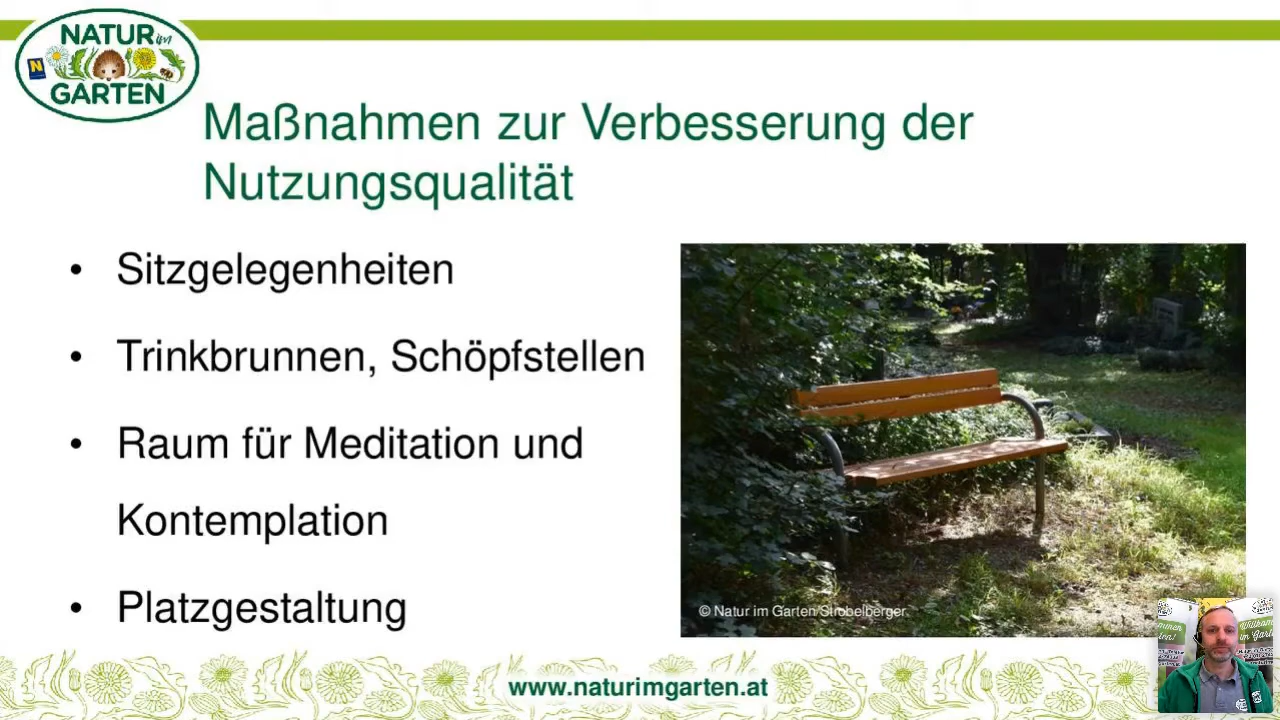 NATUR im
GARTEN
Maßnahmen zur Verbesserung der
Nutzungsqualität
• Sitzgelegenheiten
• Trinkbrunnen, Schöpfstellen
• Raum für Meditation und
Kontemplation
• Platzgestaltung
© Natur im Garten/Strobelberger
www.naturimgarten.at